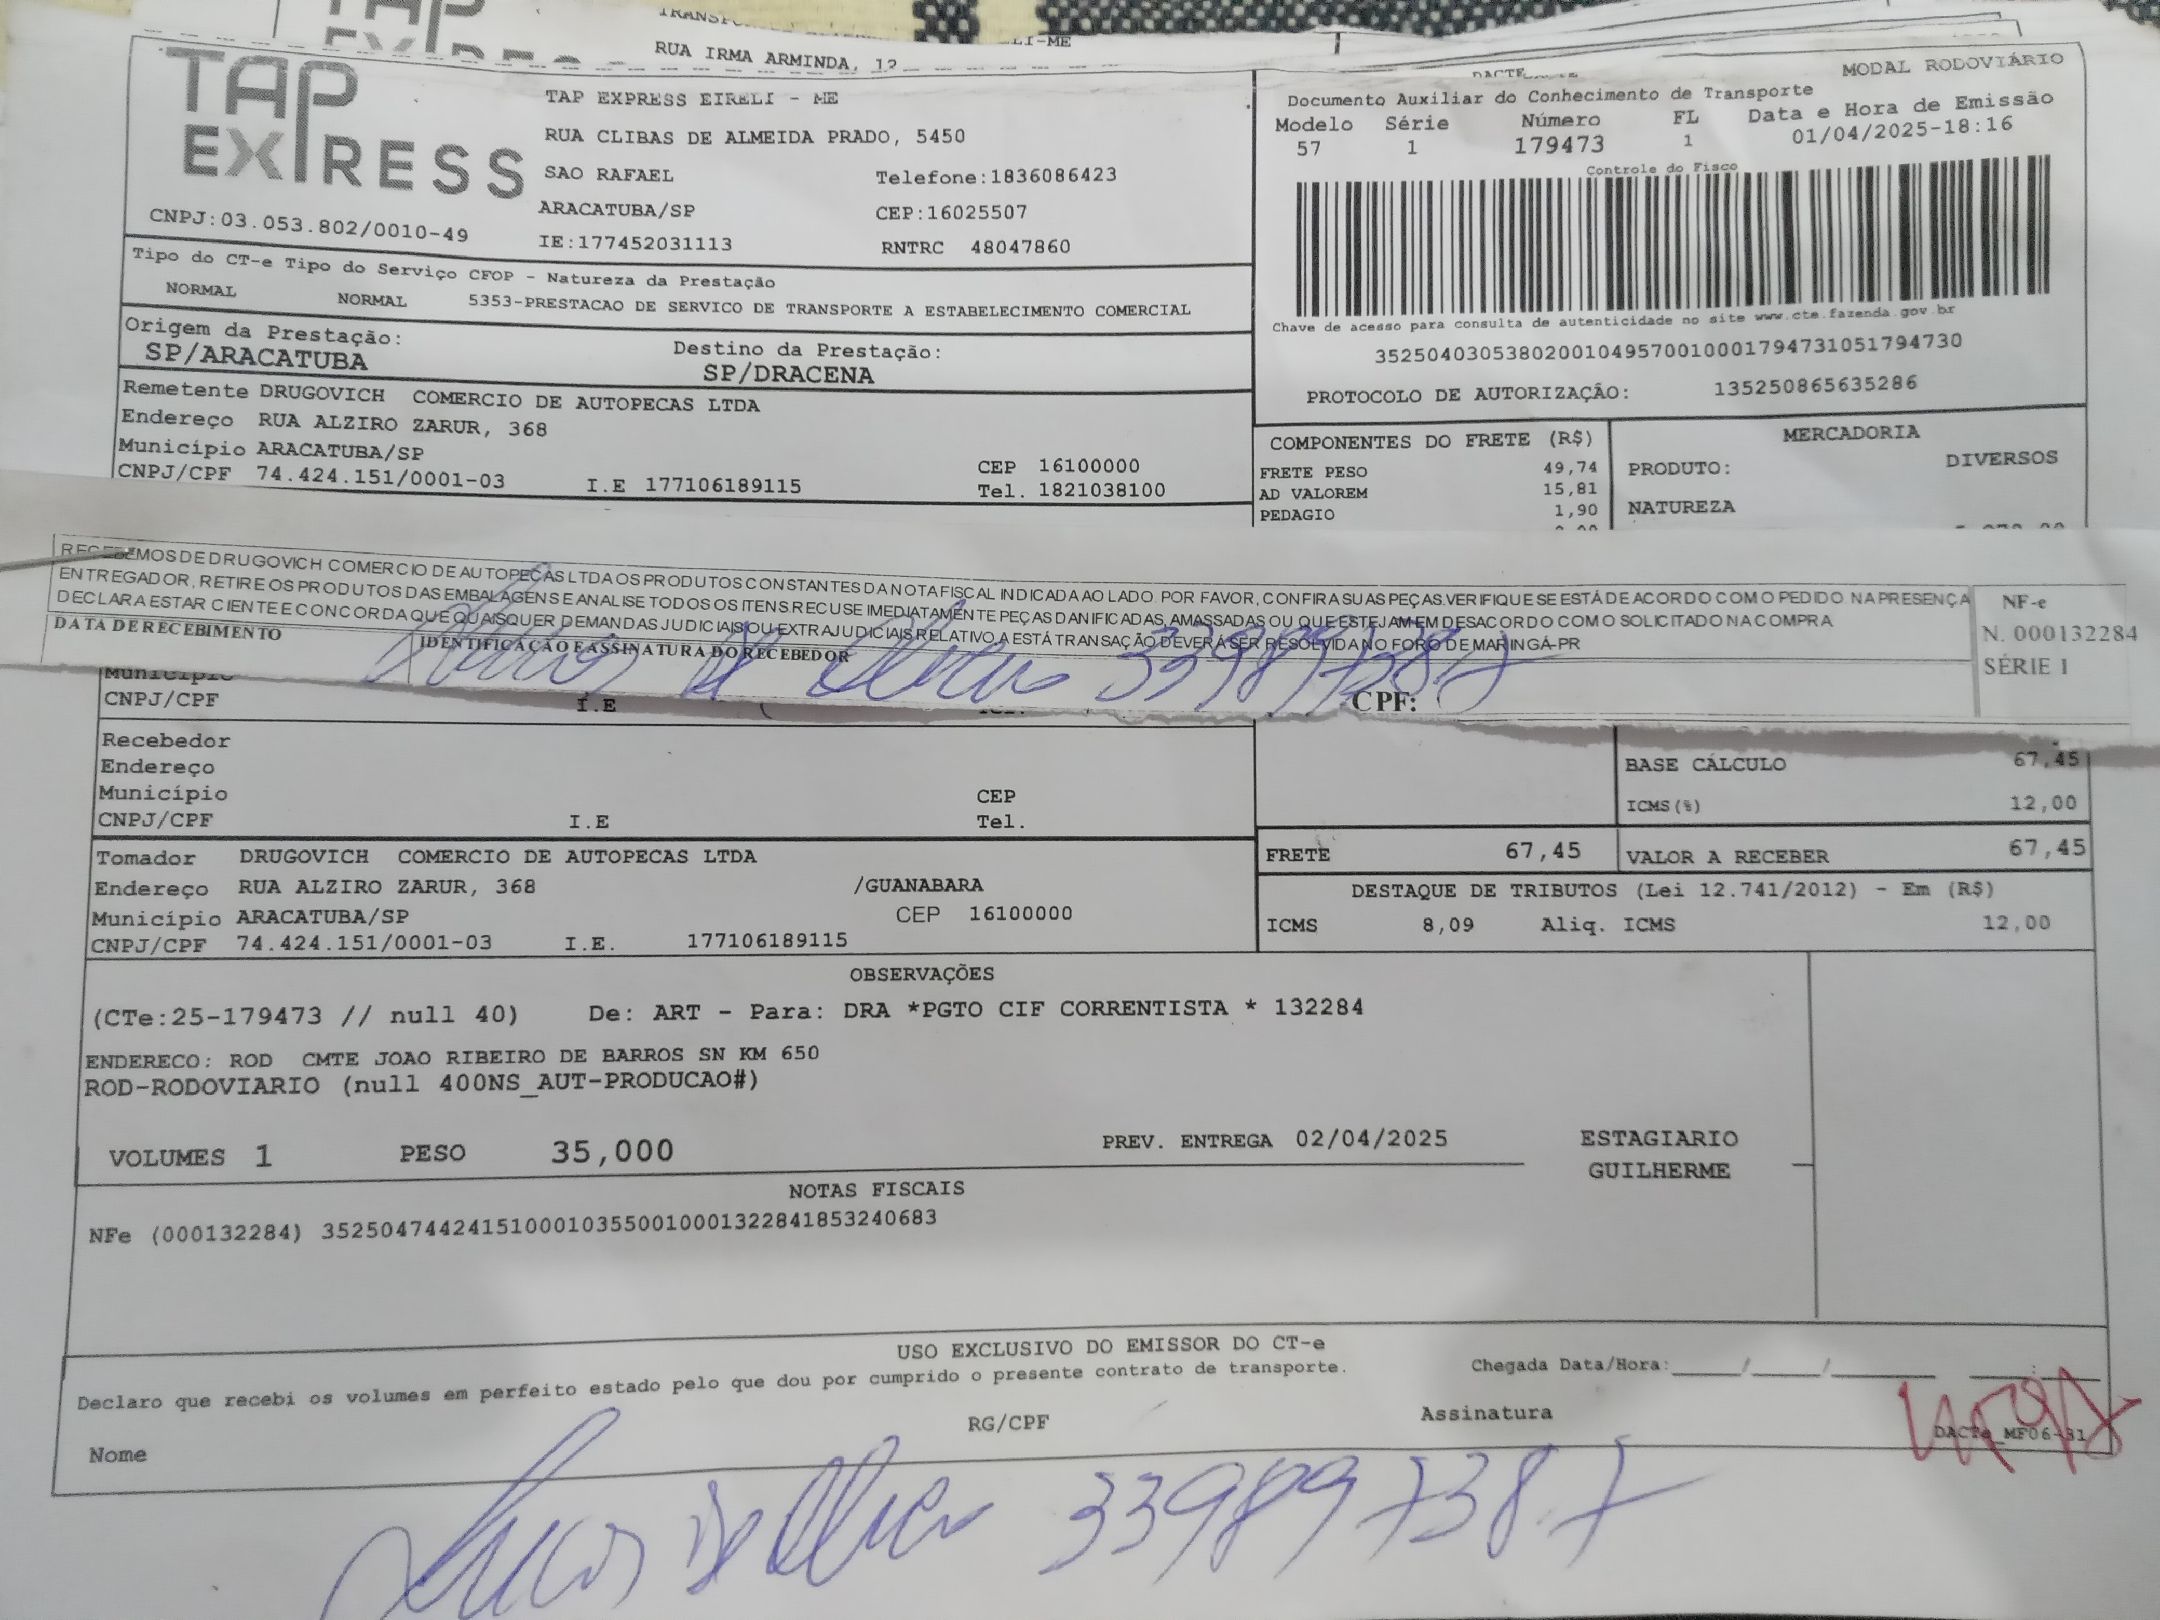 RUA IRMA ARMINDA, 12
TAP EXPRESS
TAP EXPRESS EIRELI - ME
RUA CLIBAS DE ALMEIDA PRADO, 5450
SAO RAFAEL Telefone:1836086423
ARACATUBA/SP CEP:16025507
CNPJ:03.053.802/0010-49 IE:177452031113 RNTRC 48047860
DACTE MODAL RODOVIÁRIO
Documento Auxiliar do Conhecimento de Transporte
Modelo Série Número FL Data e Hora de Emissão
57 1 179473 1 01/04/2025-18:16
Controle do Fisco
Chave de acesso para consulta de autenticidade no site www.cte.fazenda.gov.br
35250403053802001049570010001794731051794730
PROTOCOLO DE AUTORIZAÇÃO: 135250865635286
Tipo do CT-e Tipo do Serviço CFOP - Natureza da Prestação
NORMAL NORMAL 5353-PRESTACAO DE SERVICO DE TRANSPORTE A ESTABELECIMENTO COMERCIAL
Origem da Prestação: Destino da Prestação:
SP/ARACATUBA SP/DRACENA
Remetente DRUGOVICH COMERCIO DE AUTOPECAS LTDA
Endereço RUA ALZIRO ZARUR, 368
Município ARACATUBA/SP CEP 16100000
CNPJ/CPF 74.424.151/0001-03 I.E 177106189115 Tel. 1821038100
COMPONENTES DO FRETE (R$) MERCADORIA
FRETE PESO 49,74 PRODUTO: DIVERSOS
AD VALOREM 15,81
PEDAGIO 1,90 NATUREZA
RECEBEMOS DE DRUGOVICH COMERCIO DE AUTOPECAS LTDA OS PRODUTOS CONSTANTES DA NOTA FISCAL INDICADA AO LADO. POR FAVOR, CONFIRA SUAS PEÇAS.VERIFIQUE SE ESTÁ DE ACORDO COM O PEDIDO NA PRESENÇA
ENTREGADOR, RETIRE OS PRODUTOS DAS EMBALAGENS E ANALISE TODOS OS ITENS.RECUSE IMEDIATAMENTE PEÇAS DANIFICADAS, AMASSADAS OU QUE ESTEJAM EM DESACORDO COM O SOLICITADO NA COMPRA
DECLARA ESTAR CIENTE E CONCORDA QUE QUAISQUER DEMANDAS JUDICIAIS OU EXTRAJUDICIAIS RELATIVO A ESTÁ TRANSAÇÃO DEVERÁ SER RESOLVIDA NO FORO DE MARINGÁ-PR
DATA DE RECEBIMENTO IDENTIFICAÇÃO E ASSINATURA DO RECEBEDOR
CPF:
NF-e
N. 000132284
SÉRIE 1
Município
CNPJ/CPF I.E
Recebedor
Endereço
Município CEP
CNPJ/CPF I.E Tel.
BASE CÁLCULO 67,45
ICMS(%) 12,00
FRETE 67,45 VALOR A RECEBER 67,45
Tomador DRUGOVICH COMERCIO DE AUTOPECAS LTDA
Endereço RUA ALZIRO ZARUR, 368 /GUANABARA
Município ARACATUBA/SP CEP 16100000
CNPJ/CPF 74.424.151/0001-03 I.E. 177106189115
DESTAQUE DE TRIBUTOS (Lei 12.741/2012) - Em (R$)
ICMS 8,09 Aliq. ICMS 12,00
OBSERVAÇÕES
(CTe:25-179473 // null 40) De: ART - Para: DRA *PGTO CIF CORRENTISTA * 132284
ENDERECO: ROD CMTE JOAO RIBEIRO DE BARROS SN KM 650
ROD-RODOVIARIO (null 400NS_AUT-PRODUCAO#)
VOLUMES 1 PESO 35,000 PREV. ENTREGA 02/04/2025 ESTAGIARIO
GUILHERME
NOTAS FISCAIS
NFe (000132284) 35250474424151000103550010001322841853240683
USO EXCLUSIVO DO EMISSOR DO CT-e
Declaro que recebi os volumes em perfeito estado pelo que dou por cumprido o presente contrato de transporte. Chegada Data/Hora:____/____/____
Nome RG/CPF Assinatura
339897387